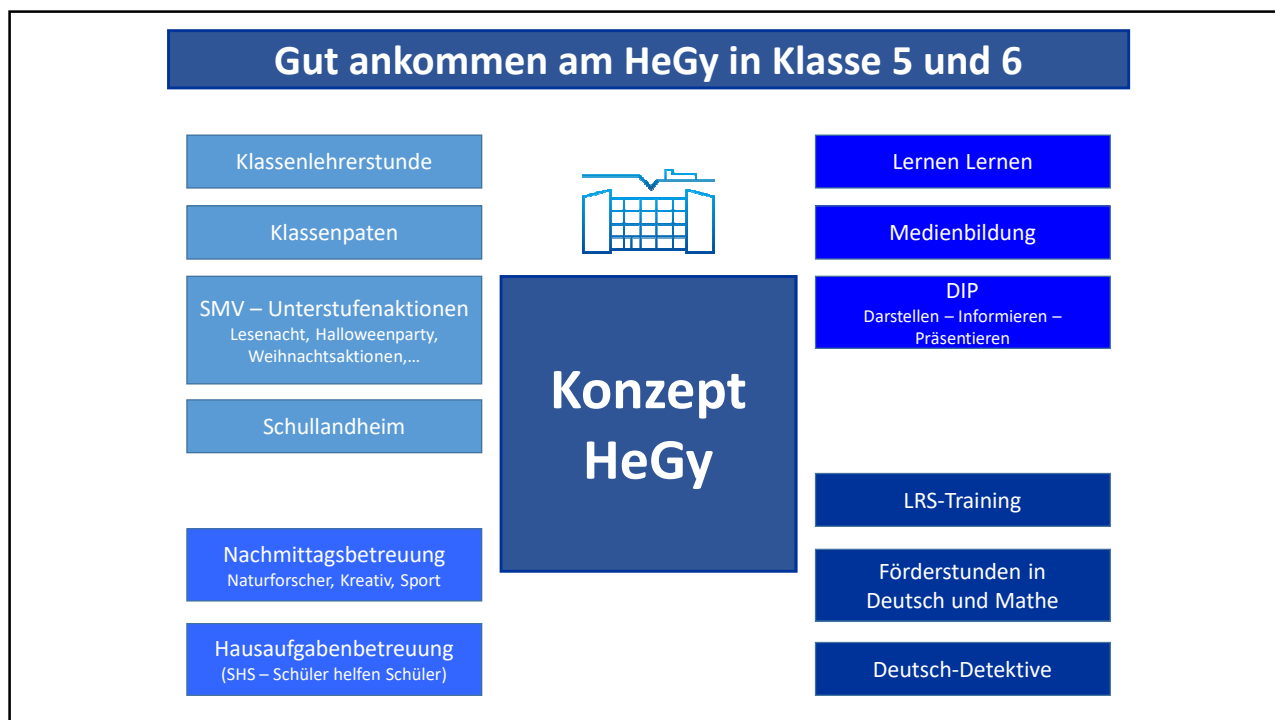 Gut ankommen am HeGy in Klasse 5 und 6
Klassenlehrerstunde
Klassenpaten
SMV – Unterstufenaktionen
Lesenacht, Halloweenparty,
Weihnachtsaktionen,…
Schullandheim
Nachmittagsbetreuung
Naturforscher, Kreativ, Sport
Hausaufgabenbetreuung
(SHS – Schüler helfen Schüler)
Konzept
HeGy
Lernen Lernen
Medienbildung
DIP
Darstellen – Informieren –
Präsentieren
LRS-Training
Förderstunden in
Deutsch und Mathe
Deutsch-Detektive